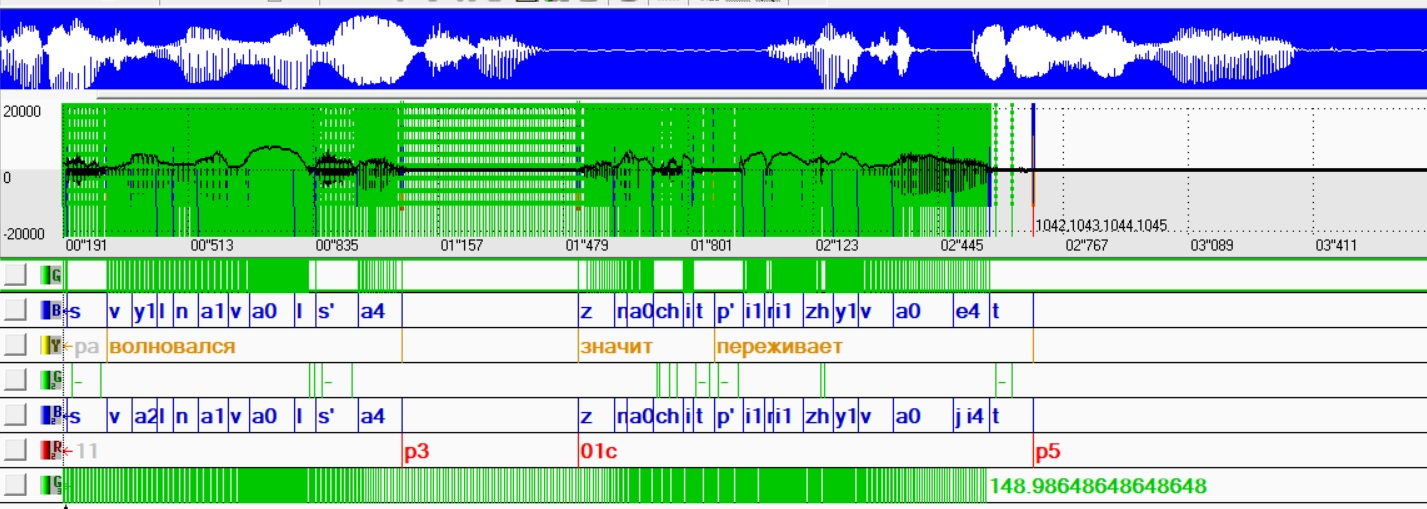 20000
0
-20000
1042,1043,1044,1045
00"191 00"513 00"835 01"157 01"479 01"801 02"123 02"445 02"767 03"089 03"411
G
B s v y1 l n a1 v a0 l s' a4 z n a0 ch i t p' i1 ri1 zh y1 v a0 e4 t
Y ра волновался значит переживает
G - - - - -
B s v a2 l n a1 v a0 l s' a4 z n a0 ch i t p' i1 ri1 zh y1 v a0 j i4 t
R 11 p3 01c p5
G 148.98648648648648